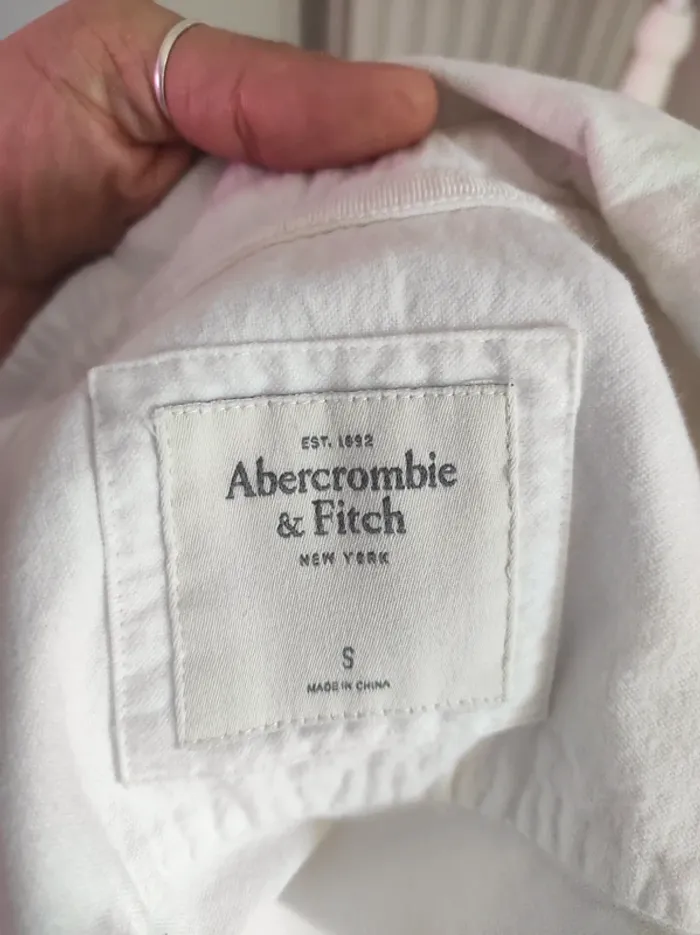 EST. 1892
Abercrombie
& Fitch
NEW YORK
S
MADE IN CHINA